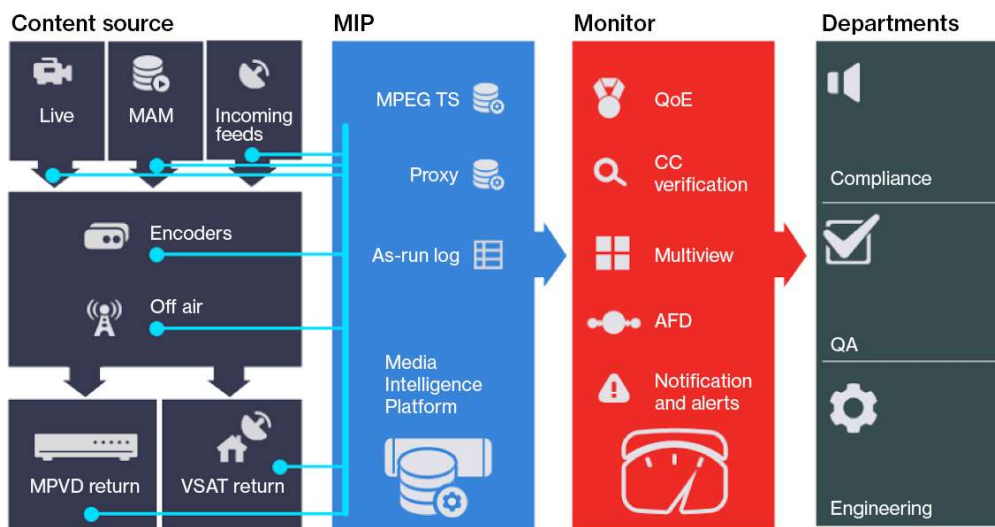 Content source
MIP
Monitor
Departments
Live
MAM
Incoming
feeds
Encoders
Off air
MPVD return
VSAT return
MPEG TS
Proxy
As-run log
Media
Intelligence
Platform
QoE
CC
verification
Multiview
AFD
Notification
and alerts
Compliance
QA
Engineering